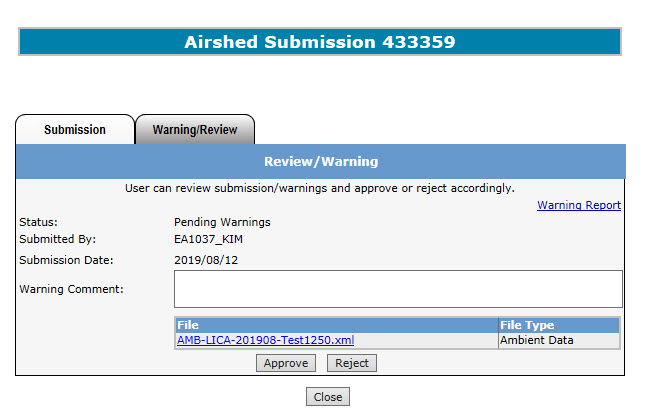 Airshed Submission 433359
Submission Warning/Review
Review/Warning
User can review submission/warnings and approve or reject accordingly.
Warning Report
Status: Pending Warnings
Submitted By: EA1037_KIM
Submission Date: 2019/08/12
Warning Comment:
File File Type
AMB-LICA-201908-Test1250.xml Ambient Data
Approve Reject
Close